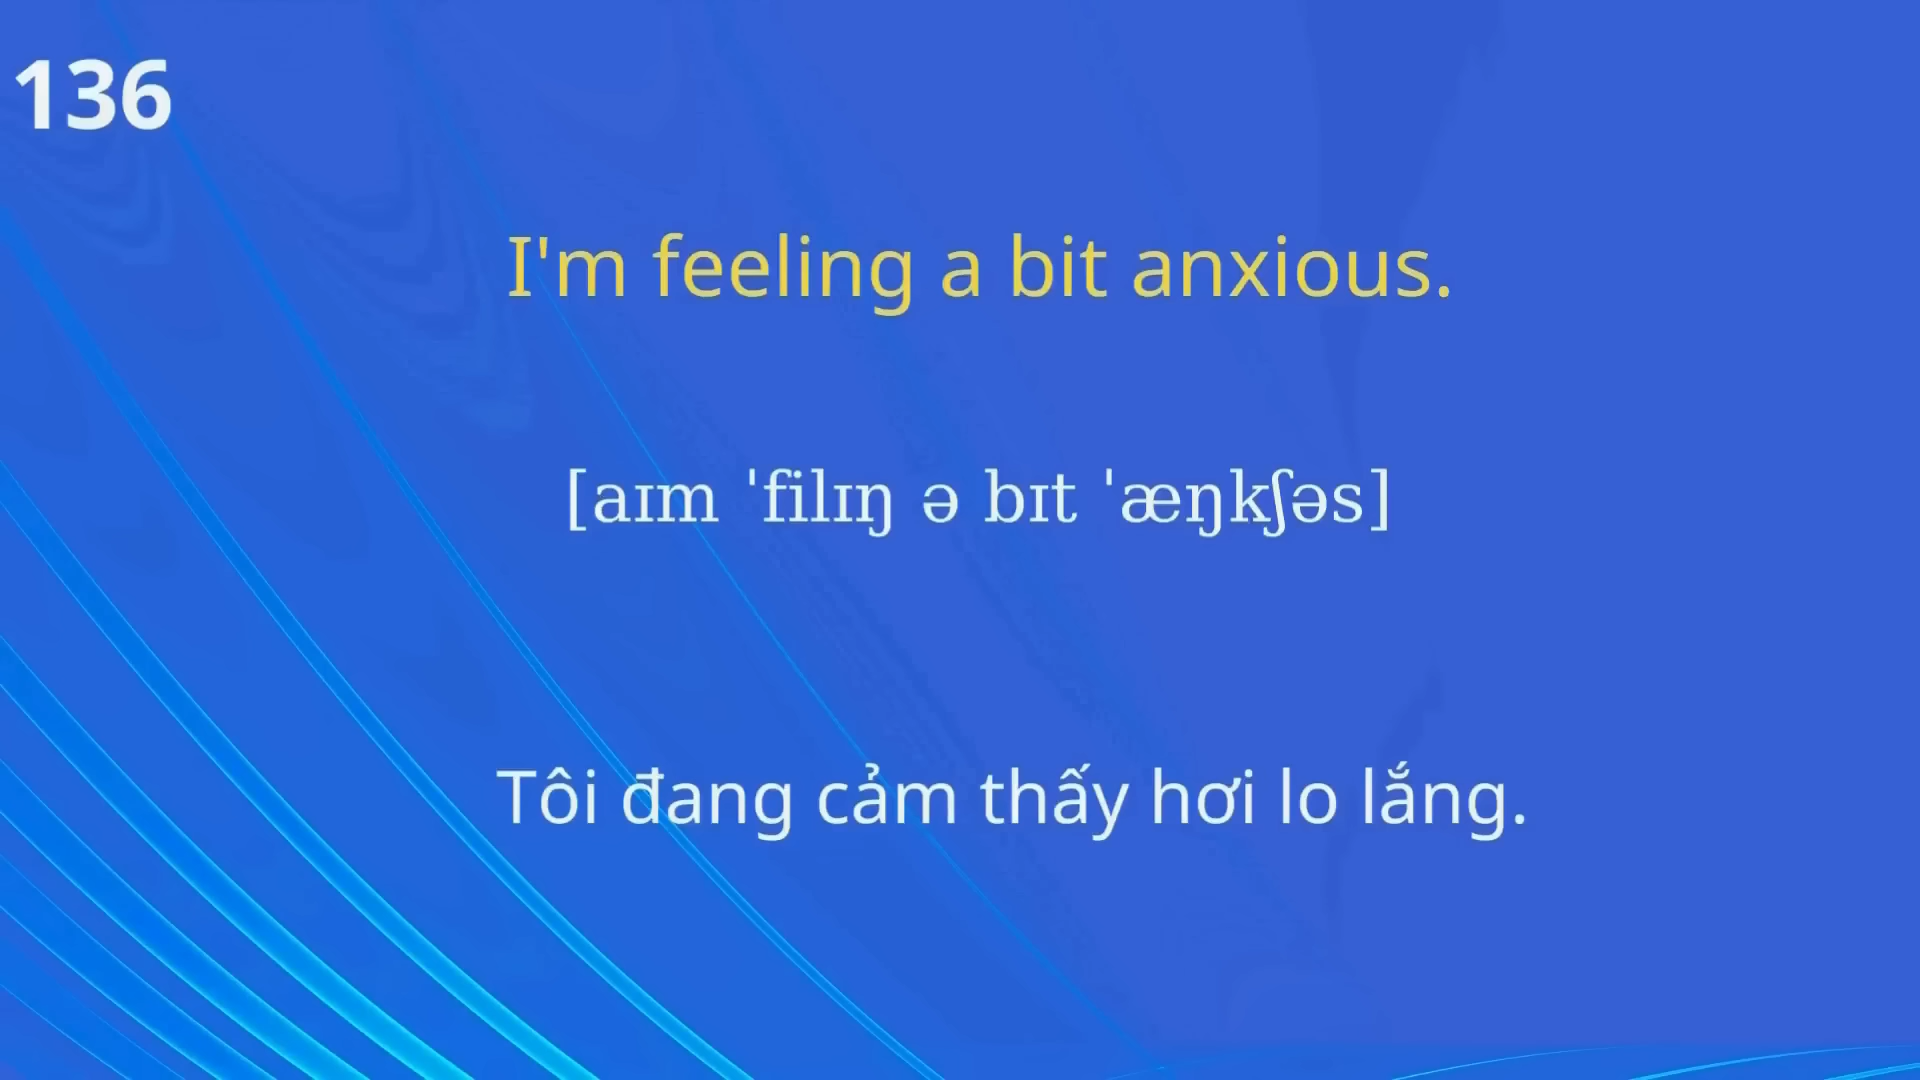 136
I'm feeling a bit anxious.
[aɪm ˈfilɪŋ ə bɪt ˈæŋkʃəs]
Tôi đang cảm thấy hơi lo lắng.